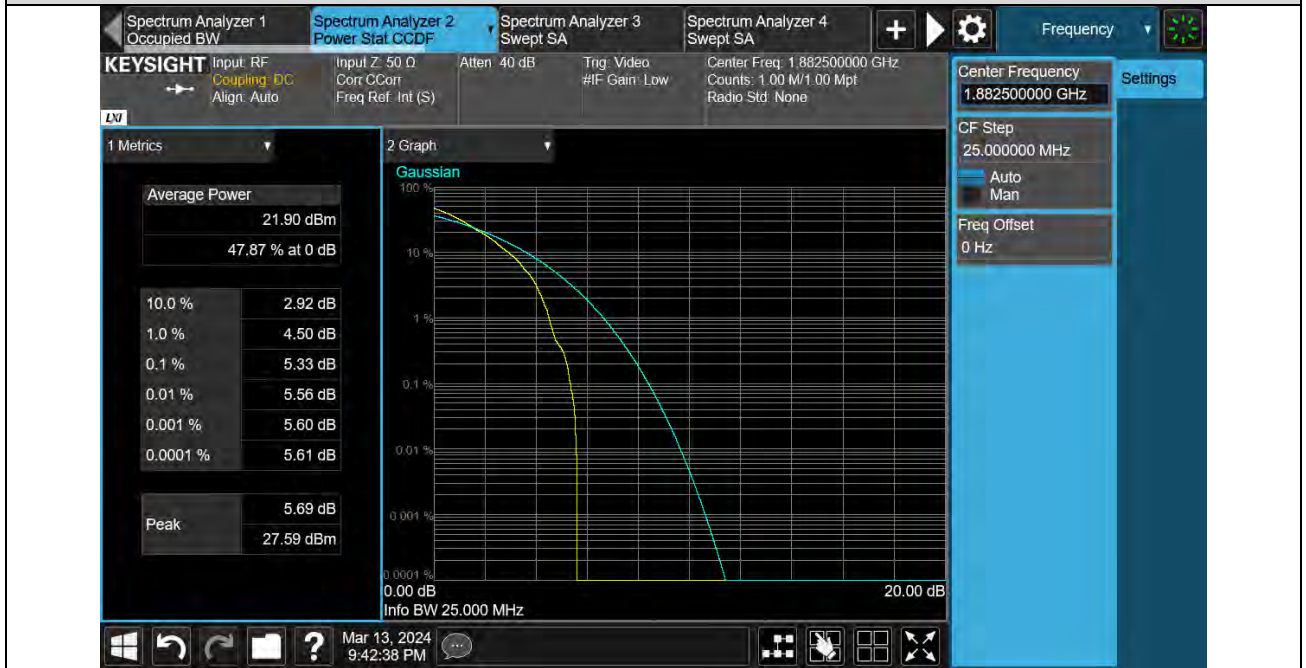 Spectrum Analyzer 1
Occupied BW
Spectrum Analyzer 2
Power Stat CCDF
Spectrum Analyzer 3
Swept SA
Spectrum Analyzer 4
Swept SA
+
Frequency
KEYSIGHT
Input: RF
Coupling: DC
Align: Auto
Input Z: 50 Ω
Corr CCorr
Freq Ref: Int (S)
Atten: 40 dB
Trig: Video
#IF Gain: Low
Center Freq: 1.882500000 GHz
Counts: 1.00 M/1.00 Mpt
Radio Std: None
LXI
Center Frequency
1.882500000 GHz
Settings
CF Step
25.000000 MHz
Auto
Man
Freq Offset
0 Hz
1 Metrics
Average Power
21.90 dBm
47.87 % at 0 dB
10.0 % 2.92 dB
1.0 % 4.50 dB
0.1 % 5.33 dB
0.01 % 5.56 dB
0.001 % 5.60 dB
0.0001 % 5.61 dB
Peak 5.69 dB
27.59 dBm
2 Graph
Gaussian
100 %
10 %
1 %
0.1 %
0.01 %
0.001 %
0.0001 %
0.00 dB 20.00 dB
Info BW 25.000 MHz
?
Mar 13, 2024
9:42:38 PM